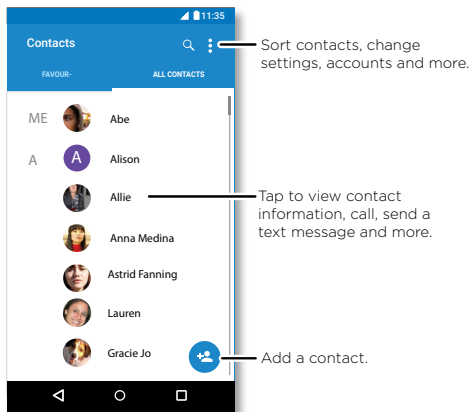 11:35
Contacts
FAVOUR-
ALL CONTACTS
Sort contacts, change
settings, accounts and more.
ME
Abe
A
A
Alison
Allie
Tap to view contact
information, call, send a
text message and more.
Anna Medina
Astrid Fanning
Lauren
Gracie Jo
Add a contact.